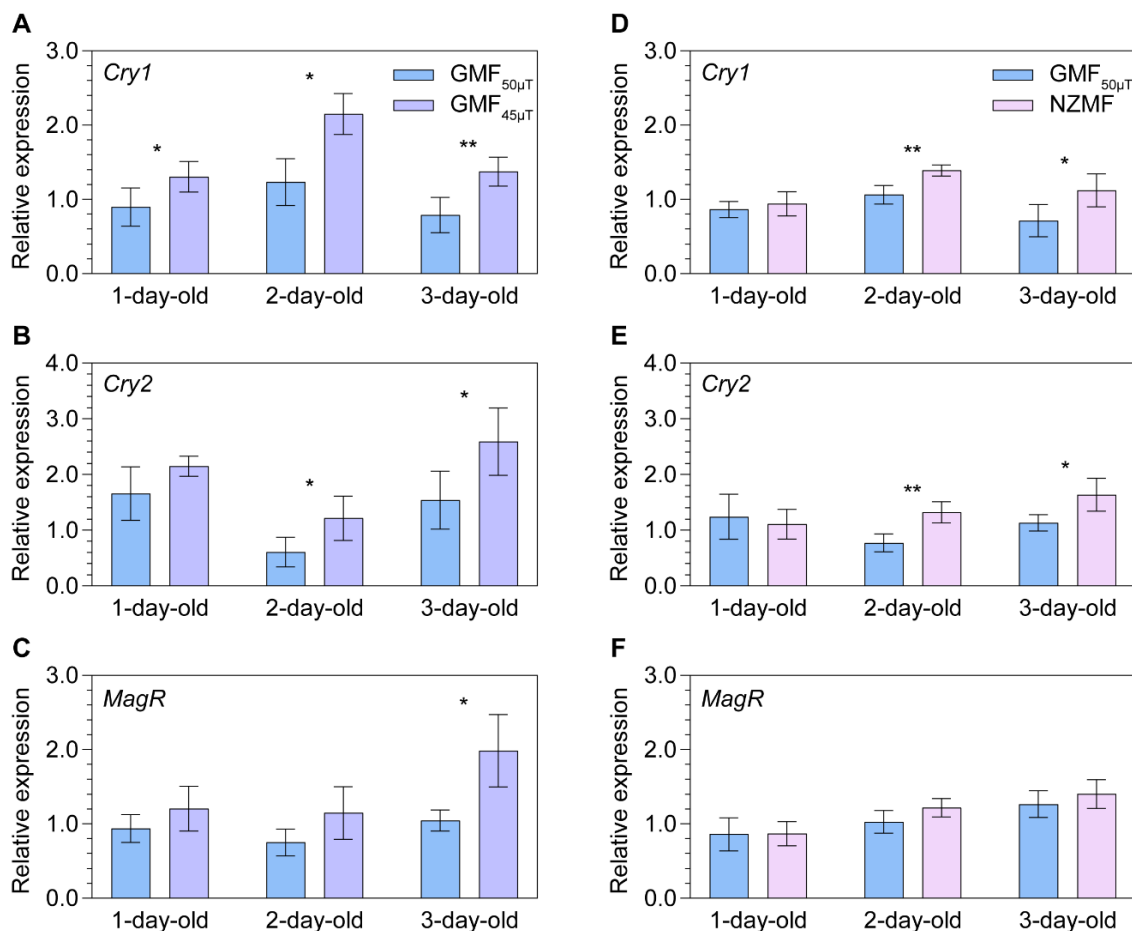 A
3.0
2.0
1.0
0.0
Relative expression
Cry1
GMF50μT
GMF45μT
*
*
**
1-day-old
2-day-old
3-day-old
B
4.0
3.0
2.0
1.0
0.0
Relative expression
Cry2
*
*
1-day-old
2-day-old
3-day-old
C
3.0
2.0
1.0
0.0
Relative expression
MagR
*
1-day-old
2-day-old
3-day-old
D
3.0
2.0
1.0
0.0
Relative expression
Cry1
GMF50μT
NZMF
**
*
1-day-old
2-day-old
3-day-old
E
4.0
3.0
2.0
1.0
0.0
Relative expression
Cry2
**
*
1-day-old
2-day-old
3-day-old
F
3.0
2.0
1.0
0.0
Relative expression
MagR
1-day-old
2-day-old
3-day-old